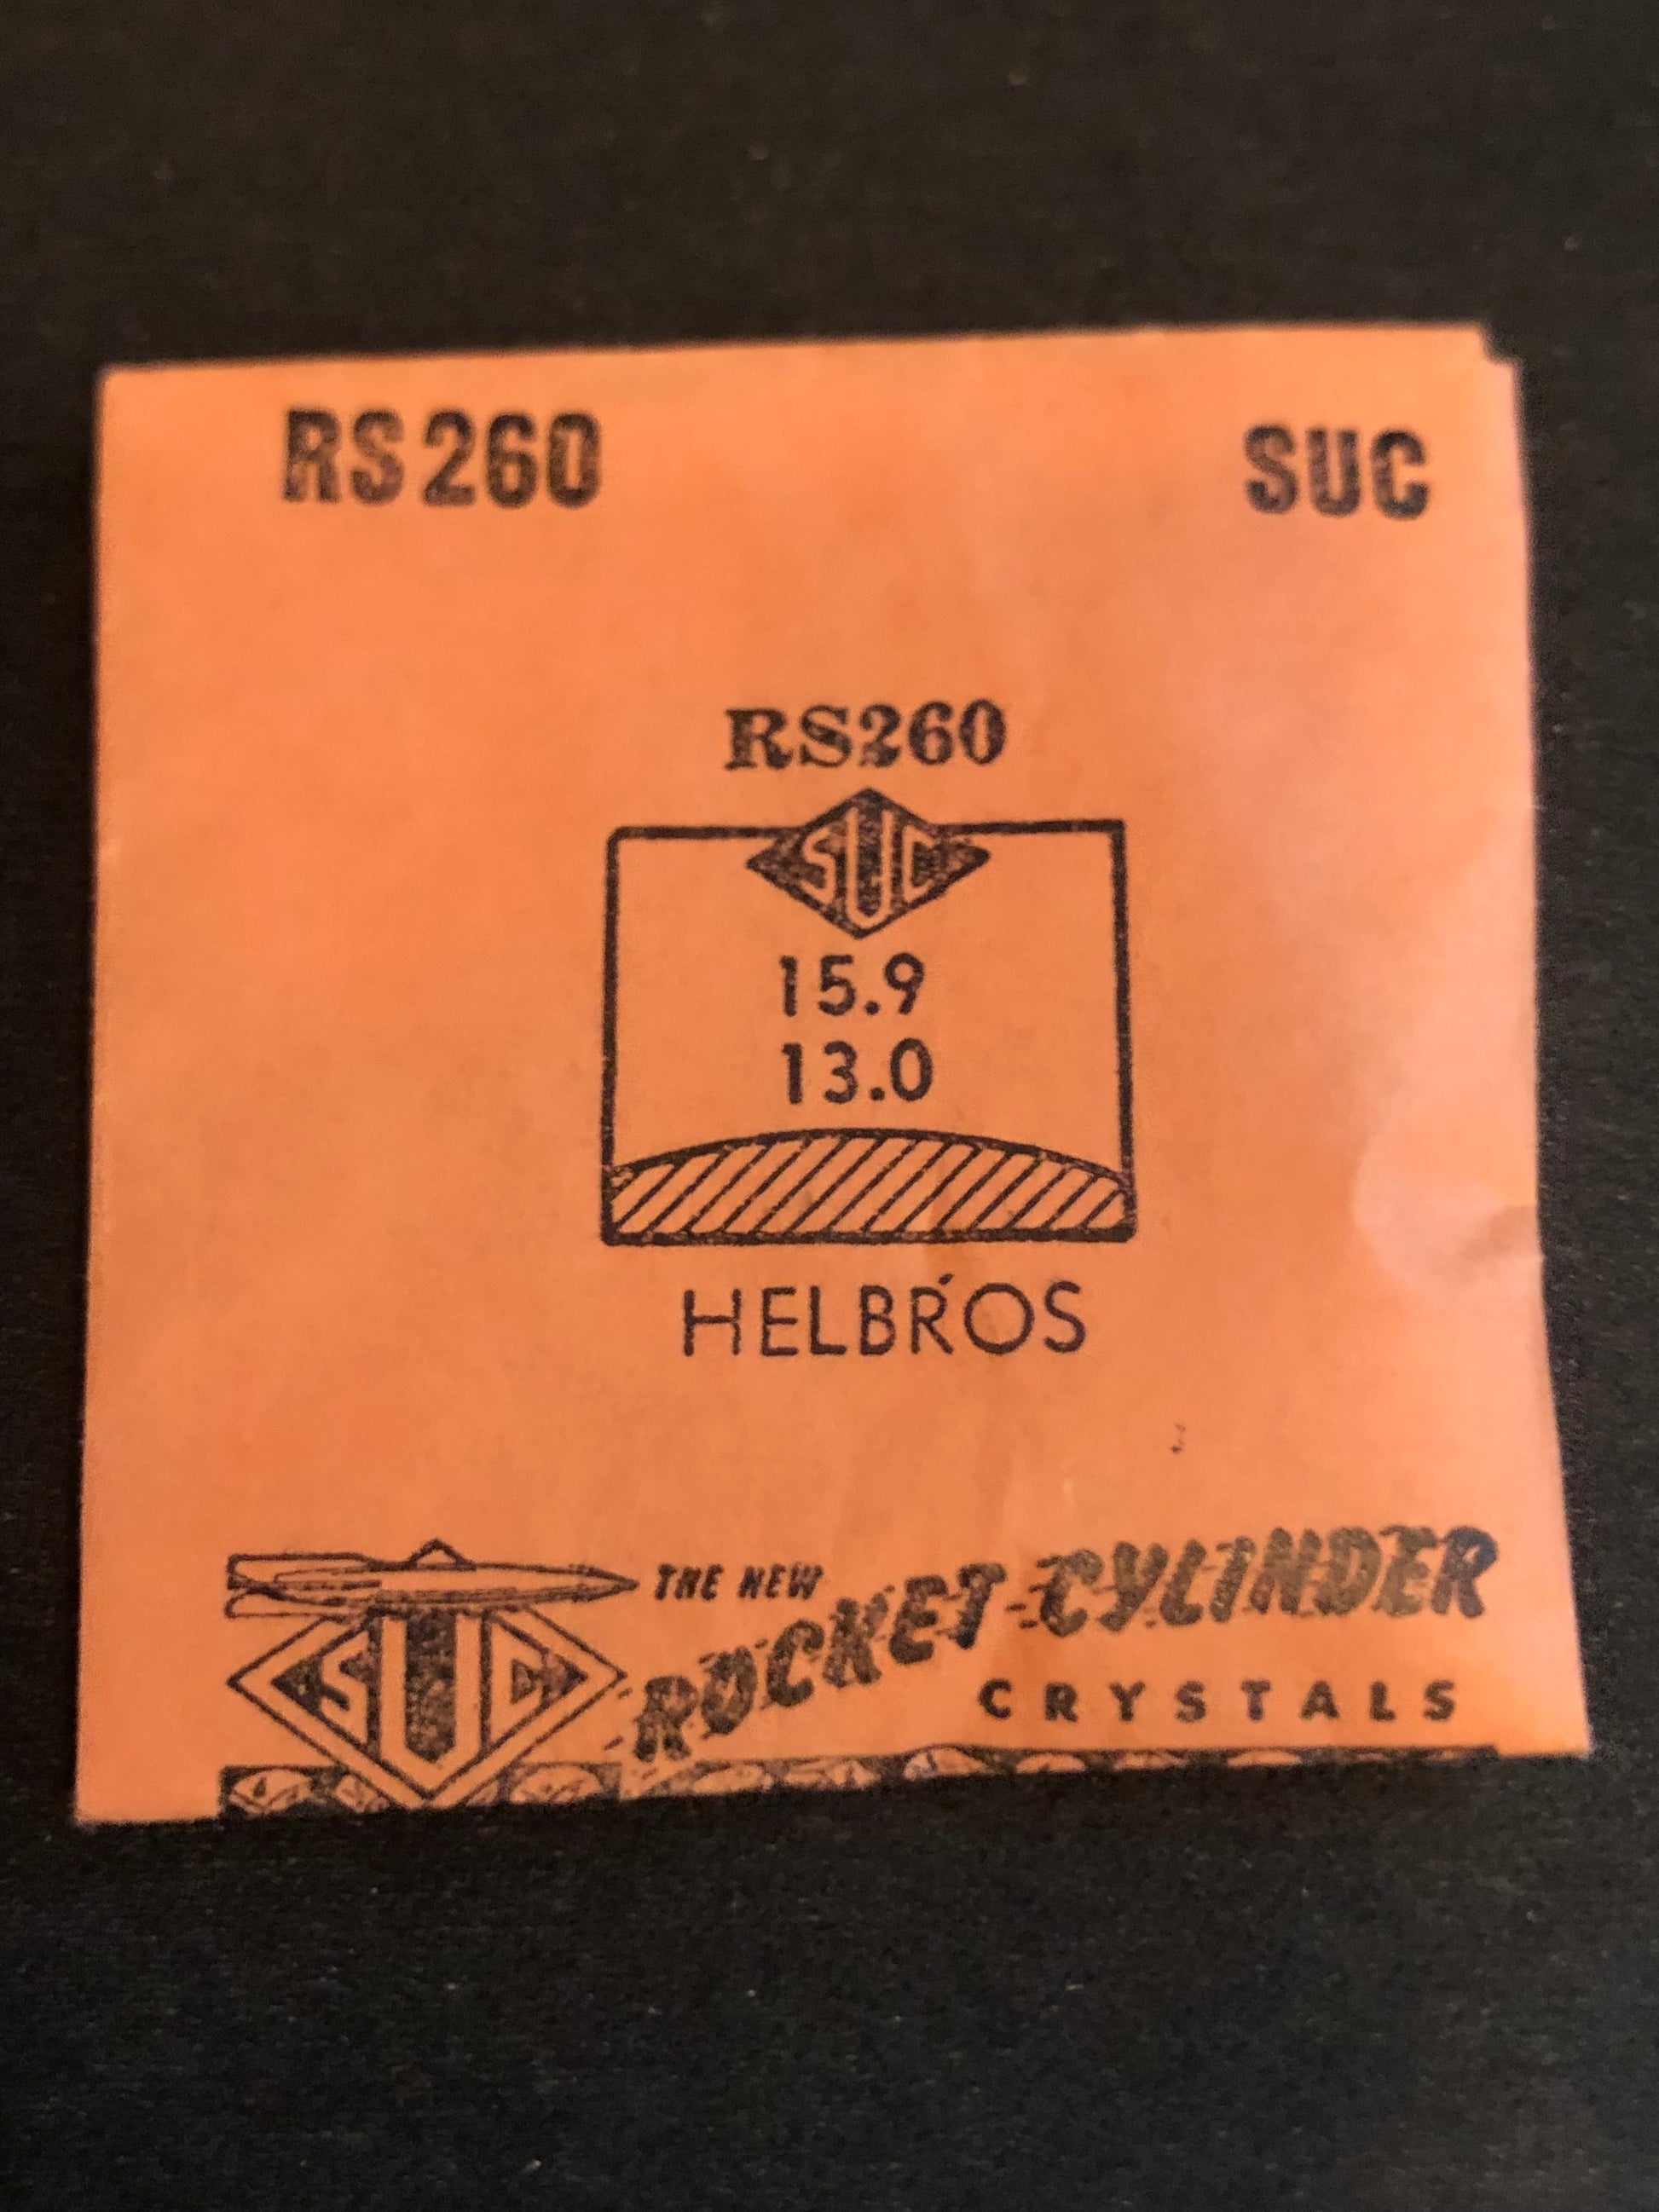 RS260 SUC
RS260
SUC
15.9
13.0
HELBROS
THE NEW
ROCKET CYLINDER
SUC
CRYSTALS